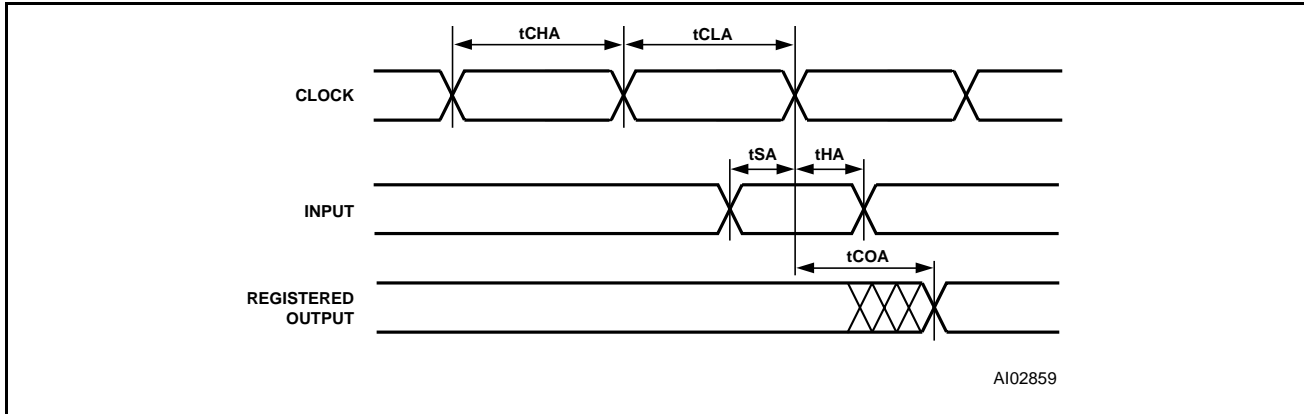 tCHA tCLA
CLOCK
tSA tHA
INPUT
tCOA
REGISTERED
OUTPUT
AI02859